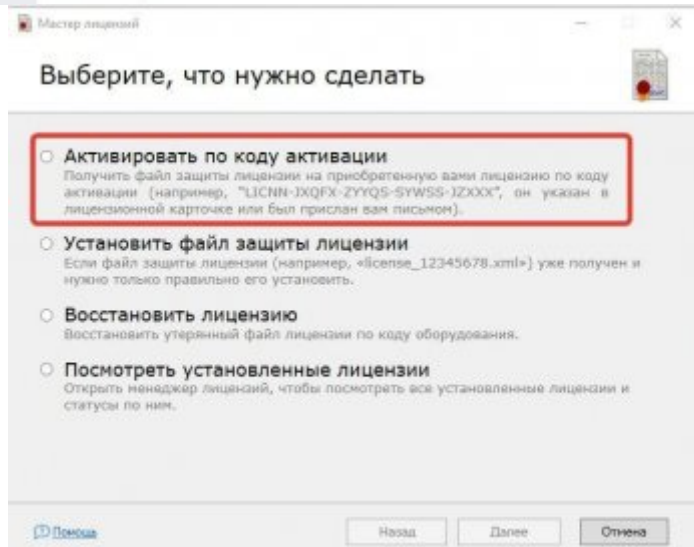 Мастер лицензий
Выберите, что нужно сделать
Активировать по коду активации
Получить файл защиты лицензии на приобретенную вами лицензию по коду
активации (например, "LICNN-JXQFX-ZYYQS-SYWSS-JZXXX", он указан в
лицензионной карточке или был прислан вам письмом).
Установить файл защиты лицензии
Если файл защиты лицензии (например, «license_12345678.xml») уже получен и
нужно только правильно его установить.
Восстановить лицензию
Восстановить утерянный файл лицензии по коду оборудования.
Посмотреть установленные лицензии
Открыть менеджер лицензий, чтобы посмотреть все установленные лицензии и
статусы по ним.
Помощь
Назад
Далее
Отмена